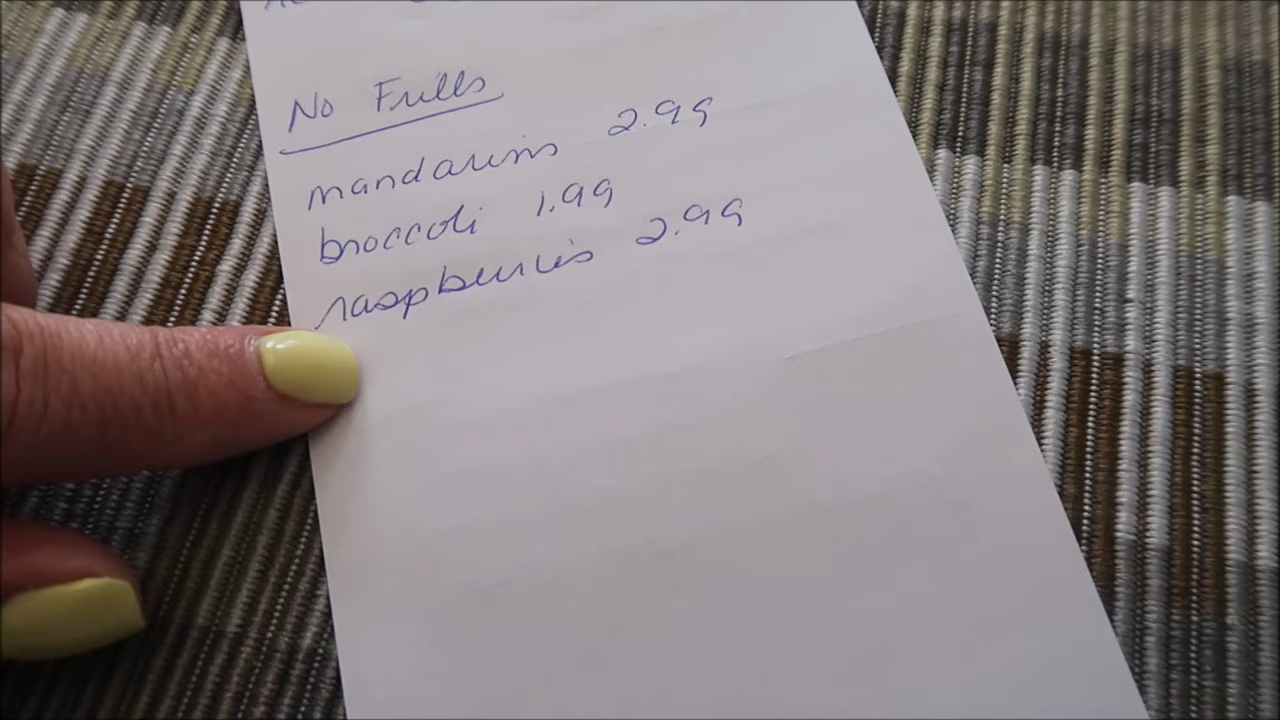 No Frills
mandarins 2.99
broccoli 1.99
raspberries 2.99